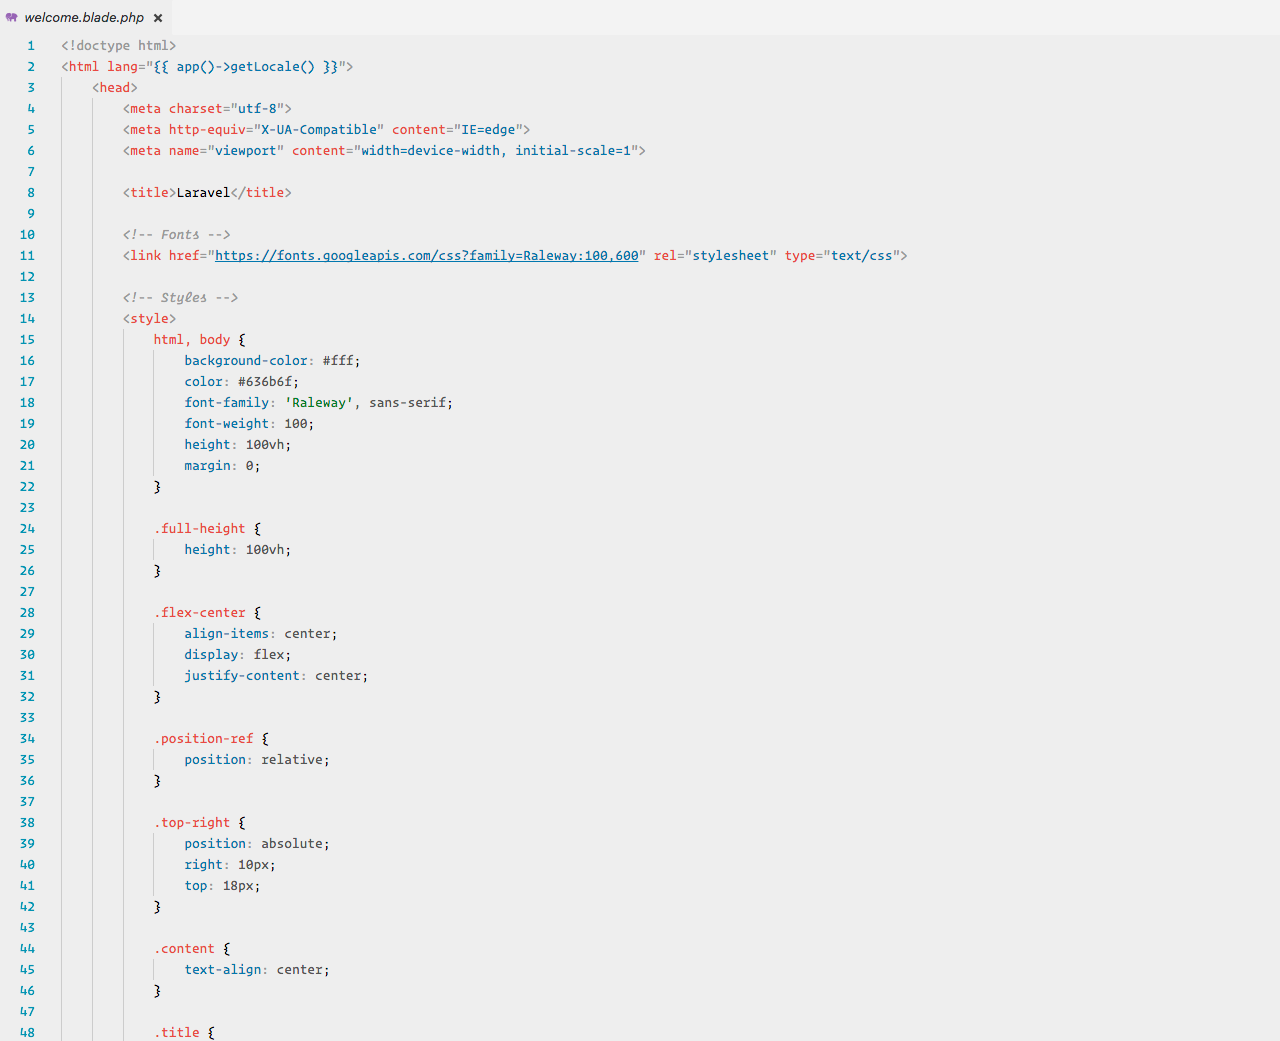 welcome.blade.php ×
1 <!doctype html>
2 <html lang="{{ app()->getLocale() }}">
3     <head>
4         <meta charset="utf-8">
5         <meta http-equiv="X-UA-Compatible" content="IE=edge">
6         <meta name="viewport" content="width=device-width, initial-scale=1">
7
8         <title>Laravel</title>
9
10         <!-- Fonts -->
11         <link href="https://fonts.googleapis.com/css?family=Raleway:100,600" rel="stylesheet" type="text/css">
12
13         <!-- Styles -->
14         <style>
15             html, body {
16                 background-color: #fff;
17                 color: #636b6f;
18                 font-family: 'Raleway', sans-serif;
19                 font-weight: 100;
20                 height: 100vh;
21                 margin: 0;
22             }
23
24             .full-height {
25                 height: 100vh;
26             }
27
28             .flex-center {
29                 align-items: center;
30                 display: flex;
31                 justify-content: center;
32             }
33
34             .position-ref {
35                 position: relative;
36             }
37
38             .top-right {
39                 position: absolute;
40                 right: 10px;
41                 top: 18px;
42             }
43
44             .content {
45                 text-align: center;
46             }
47
48             .title {